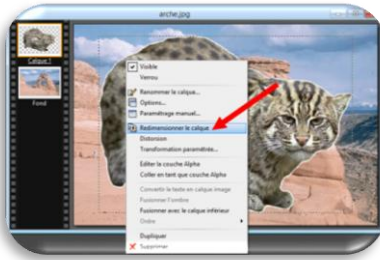 arche.jpg
Calque 1
Fond
Visible
Verrou
Renommer le calque...
Options...
Paramétrage manuel...
Redimensionner le calque
Distorsion
Transformation paramétrée...
Editer la couche Alpha
Coller en tant que couche Alpha
Convertir le texte en calque image
Fusionner l'ombre
Fusionner avec le calque inférieur
Ordre
Dupliquer
Supprimer